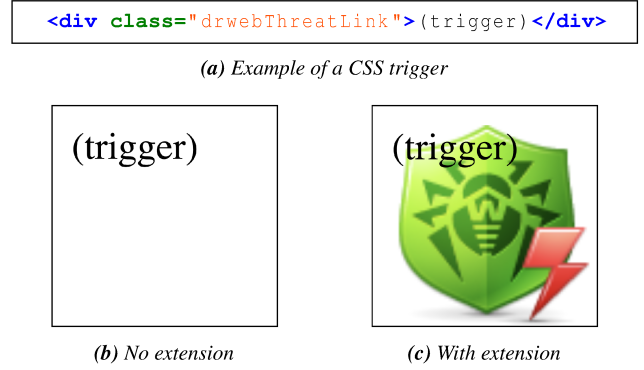 <div class="drwebThreatLink">(trigger)</div>
(a) Example of a CSS trigger
(trigger)
(trigger)
W
(b) No extension
(c) With extension